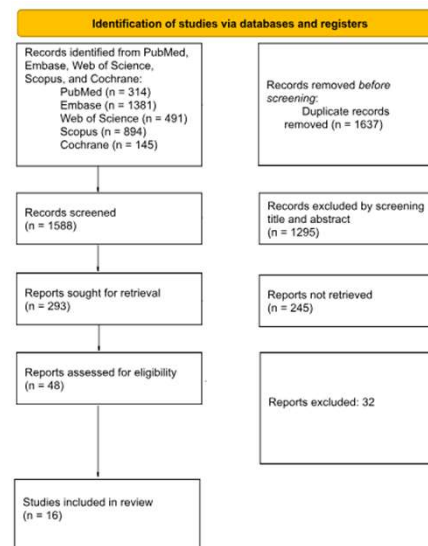 Identification of studies via databases and registers
Records identified from PubMed,
Embase, Web of Science,
Scopus, and Cochrane:
PubMed (n = 314)
Embase (n = 1381)
Web of Science (n = 491)
Scopus (n = 894)
Cochrane (n = 145)
Records removed before
screening:
Duplicate records
removed (n = 1637)
Records screened
(n = 1588)
Records excluded by screening
title and abstract
(n = 1295)
Reports sought for retrieval
(n = 293)
Reports not retrieved
(n = 245)
Reports assessed for eligibility
(n = 48)
Reports excluded: 32
Studies included in review
(n = 16)